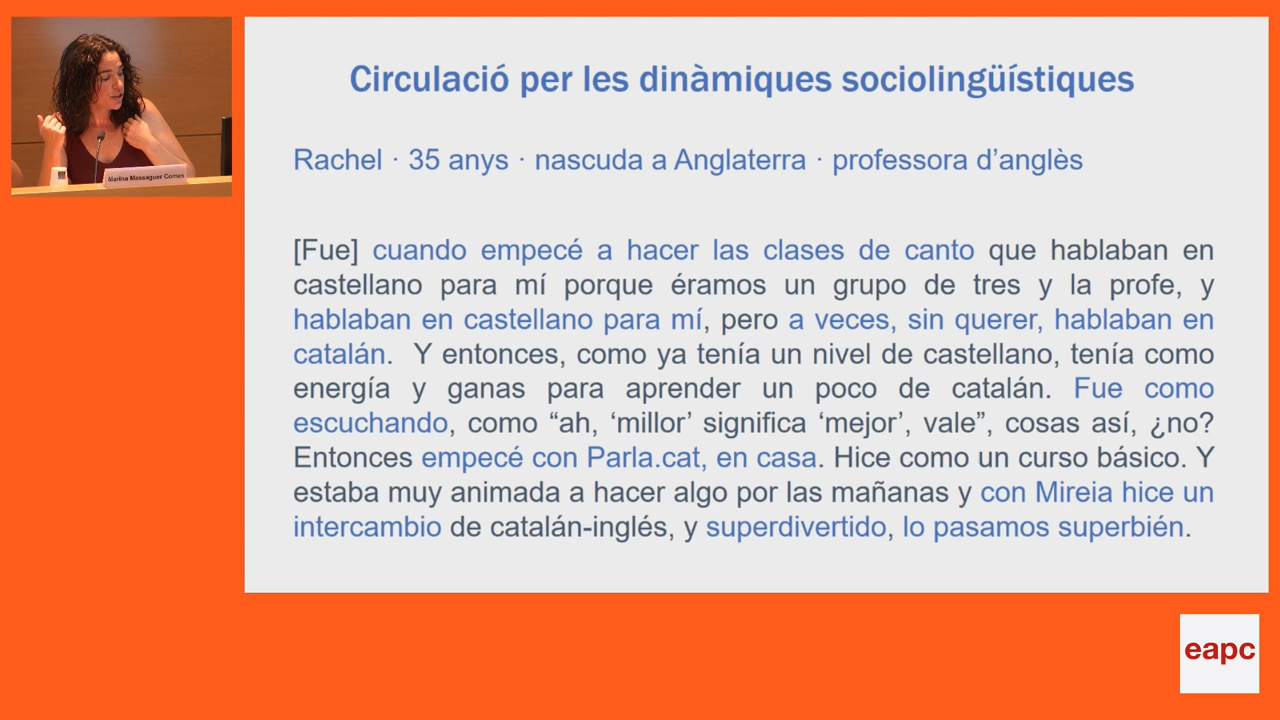 Circulació per les dinàmiques sociolingüístiques
Rachel · 35 anys · nascuda a Anglaterra · professora d’anglès
[Fue] cuando empecé a hacer las clases de canto que hablaban en
castellano para mí porque éramos un grupo de tres y la profe, y
hablaban en castellano para mí, pero a veces, sin querer, hablaban en
catalán. Y entonces, como ya tenía un nivel de castellano, tenía como
energía y ganas para aprender un poco de catalán. Fue como
escuchando, como “ah, ‘millor’ significa ‘mejor’, vale”, cosas así, ¿no?
Entonces empecé con Parla.cat, en casa. Hice como un curso básico. Y
estaba muy animada a hacer algo por las mañanas y con Mireia hice un
intercambio de catalán-inglés, y superdivertido, lo pasamos superbién.
Marina Massaguer Comes
eapc